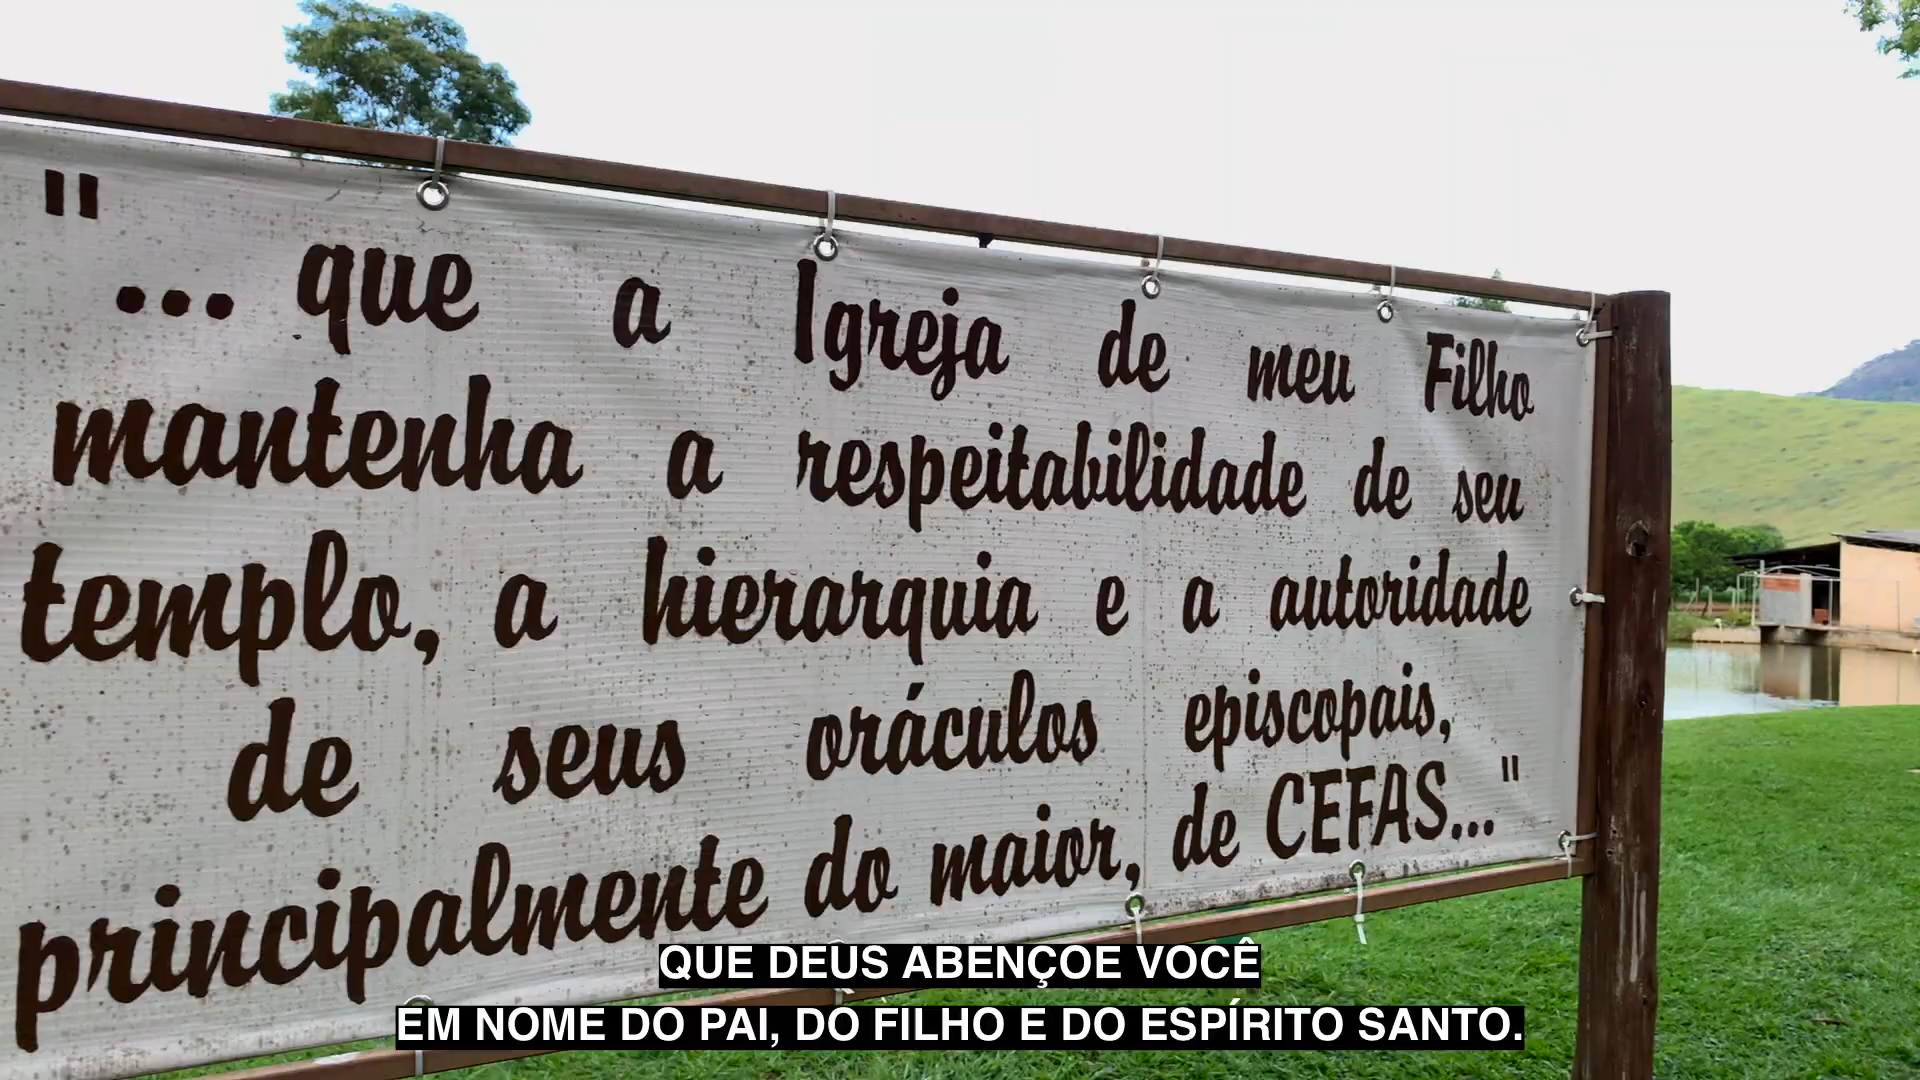 "
... que a Igreja de meu Filho
mantenha a respeitabilidade de seu
templo, a hierarquia e a autoridade
de seus oráculos episcopais,
principalmente do maior, de CEFAS..."
QUE DEUS ABENÇOE VOCÊ
EM NOME DO PAI, DO FILHO E DO ESPÍRITO SANTO.